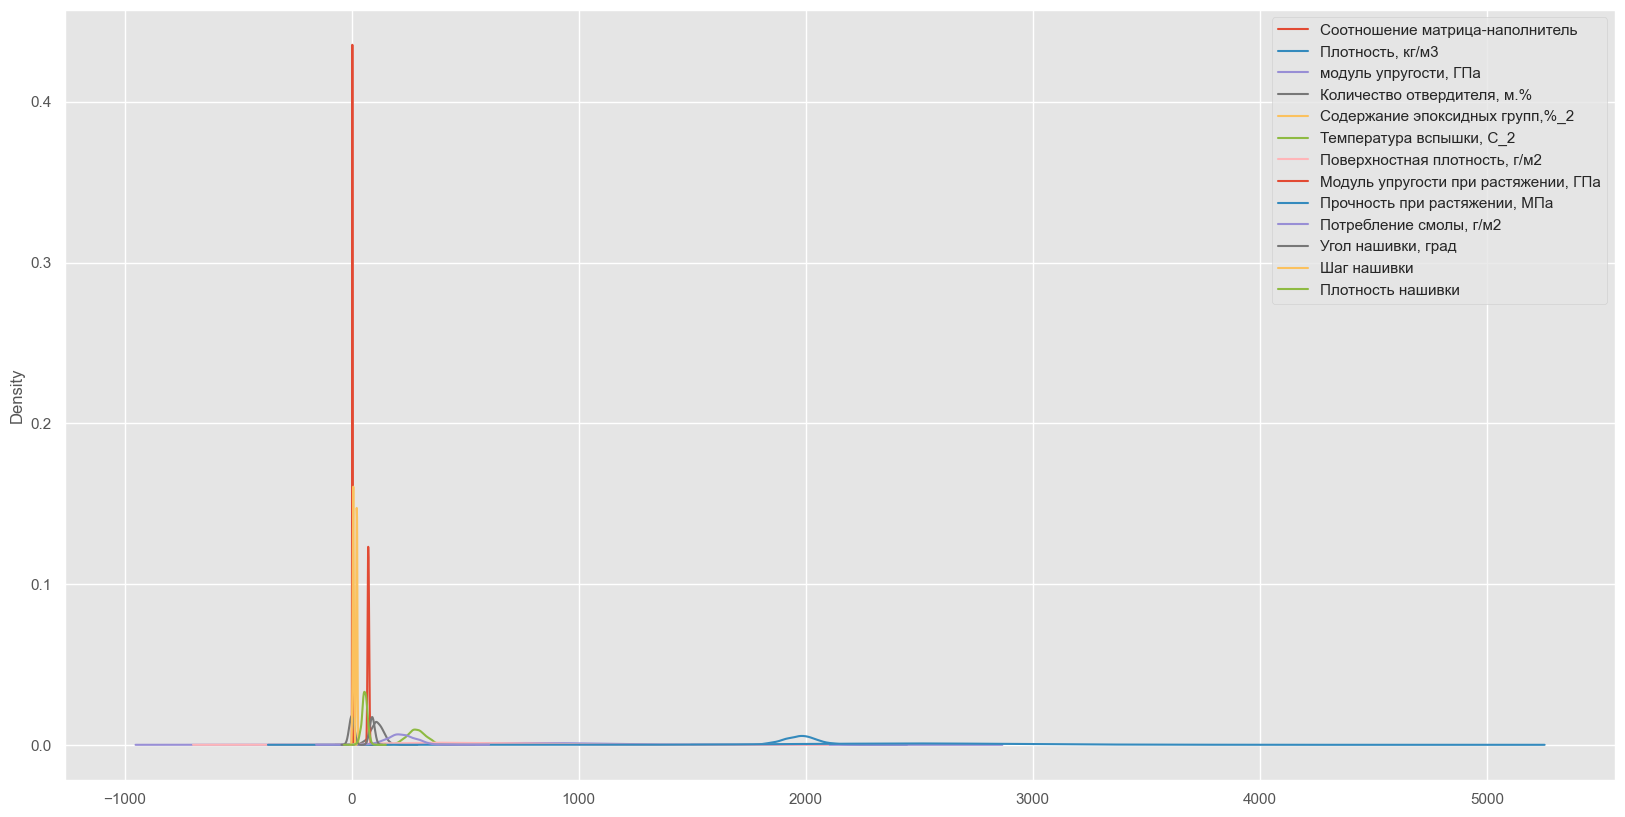 Соотношение матрица-наполнитель
Плотность, кг/м3
модуль упругости, ГПа
Количество отвердителя, м.%
Содержание эпоксидных групп,%_2
Температура вспышки, С_2
Поверхностная плотность, г/м2
Модуль упругости при растяжении, ГПа
Прочность при растяжении, МПа
Потребление смолы, г/м2
Угол нашивки, град
Шаг нашивки
Плотность нашивки
0.4
0.3
0.2
0.1
0.0
Density
−1000 0 1000 2000 3000 4000 5000